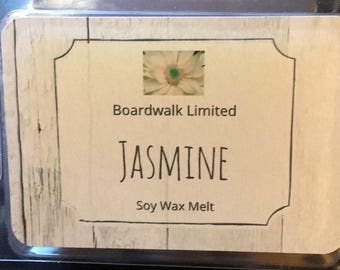 Boardwalk Limited
JASMINE
Soy Wax Melt